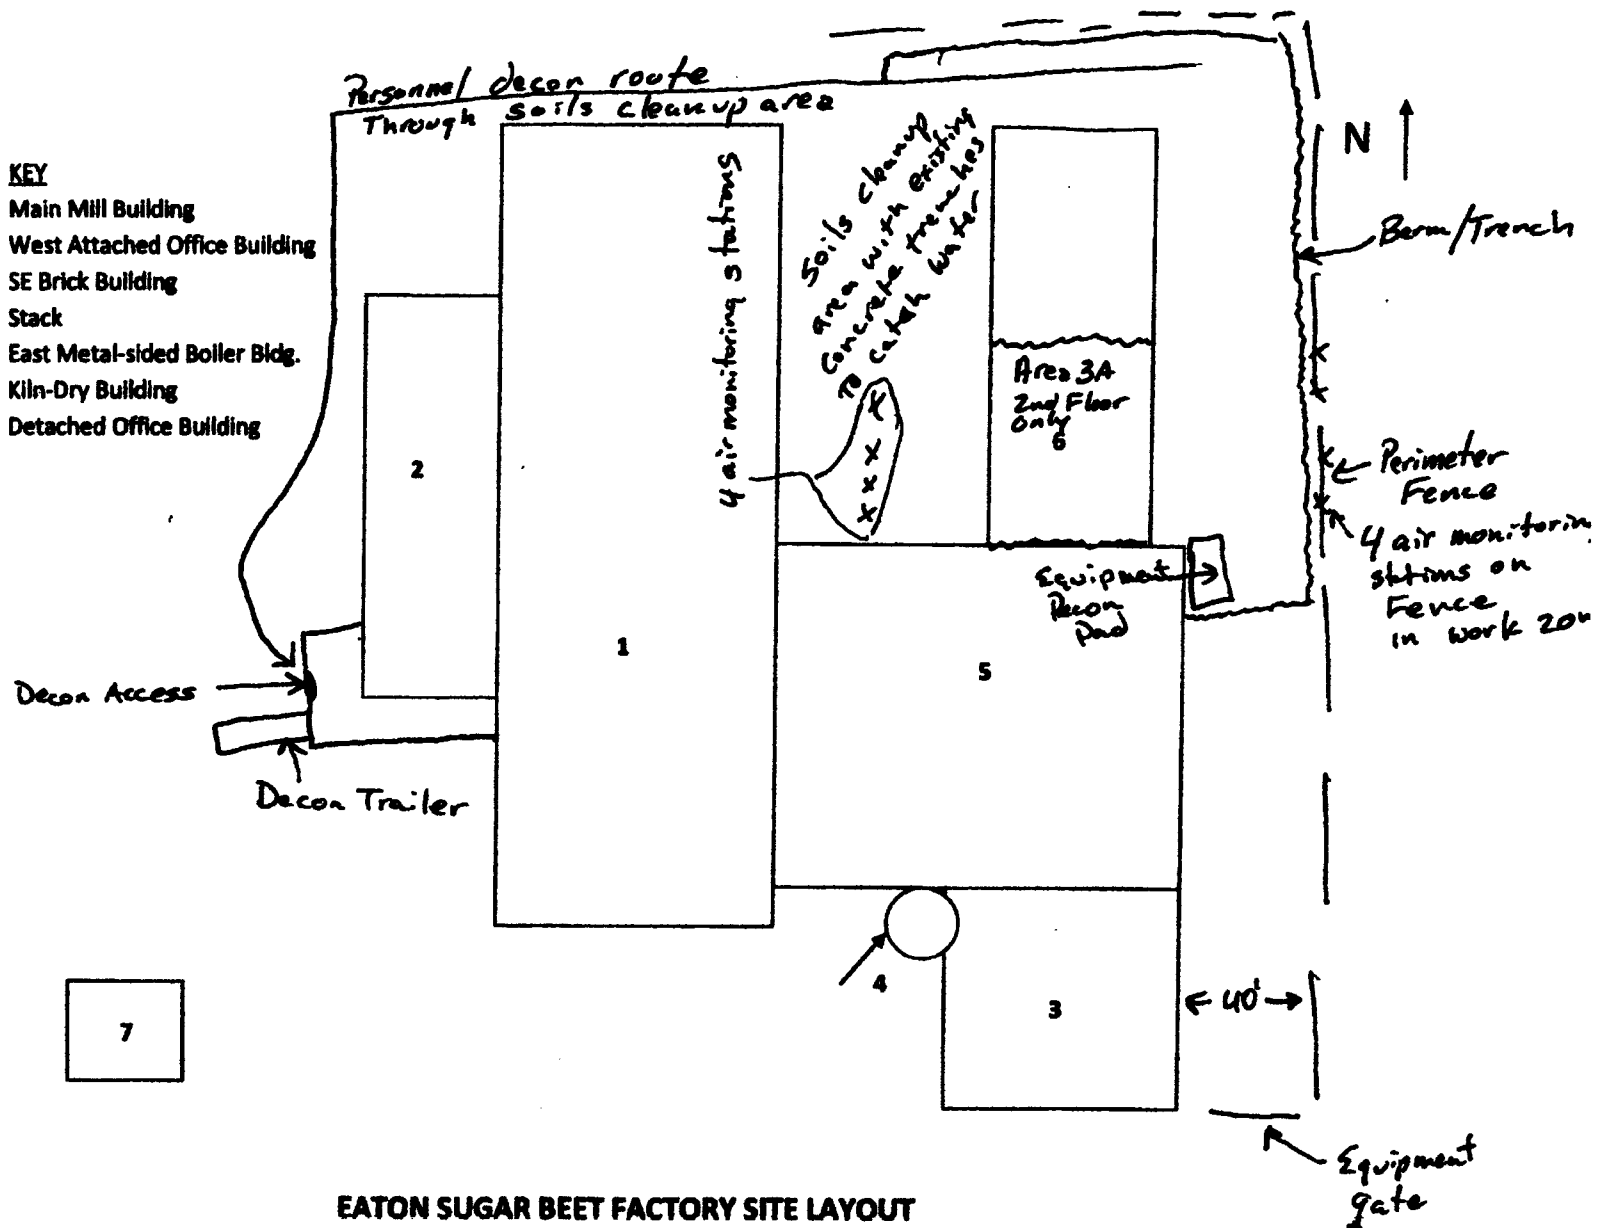 Personnel decon route
Through soils cleanup area
N
KEY
Main Mill Building
West Attached Office Building
SE Brick Building
Stack
East Metal-sided Boiler Bldg.
Kiln-Dry Building
Detached Office Building
4 air monitoring stations
Soils cleanup
area with existing
concrete trenches
To catch water
Berm/Trench
Area 3A
2nd Floor
Only
6
2
x
x
x
x
Perimeter
Fence
4 air monitorin
stations on
Fence
in work zon
Equipment
Decon
Pad
1
5
Decon Access
Decon Trailer
4
3
40'
7
Equipment
gate
EATON SUGAR BEET FACTORY SITE LAYOUT